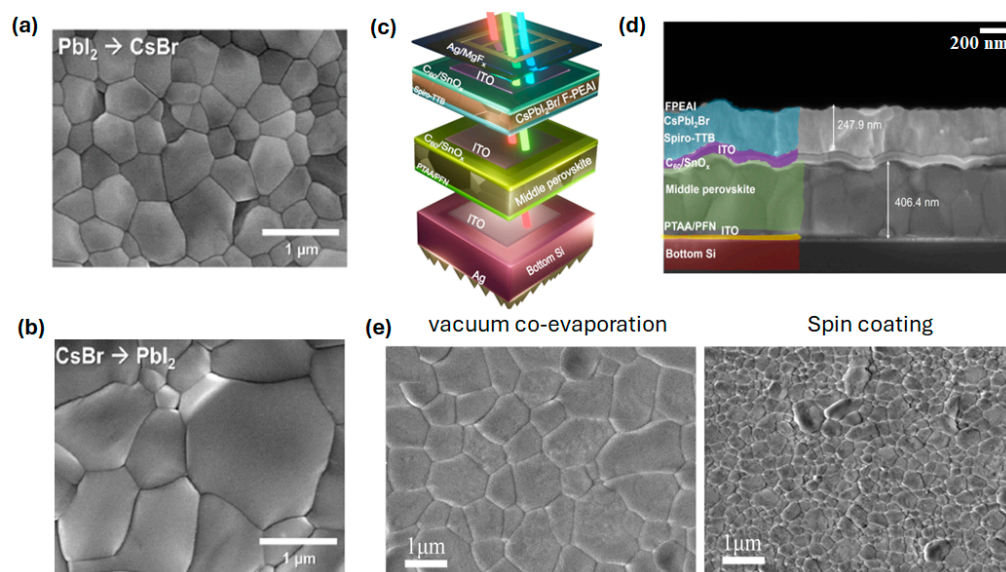 (a)
PbI₂ → CsBr
1 μm
(b)
CsBr → PbI₂
1 μm
(c)
Ag/MgFₓ
ITO
C₆₀/SnOₓ
Spiro-TTB
CsPbI₂Br/ F-PEAI
C₆₀/SnOₓ
ITO
PTAA/PFN
Middle perovskite
ITO
Ag
Bottom Si
(d)
200 nm
FPEAI
CsPbI₂Br
Spiro-TTB
ITO
C₆₀/SnOₓ
Middle perovskite
PTAA/PFN
ITO
Bottom Si
247.9 nm
406.4 nm
(e)
vacuum co-evaporation
Spin coating
1μm
1μm